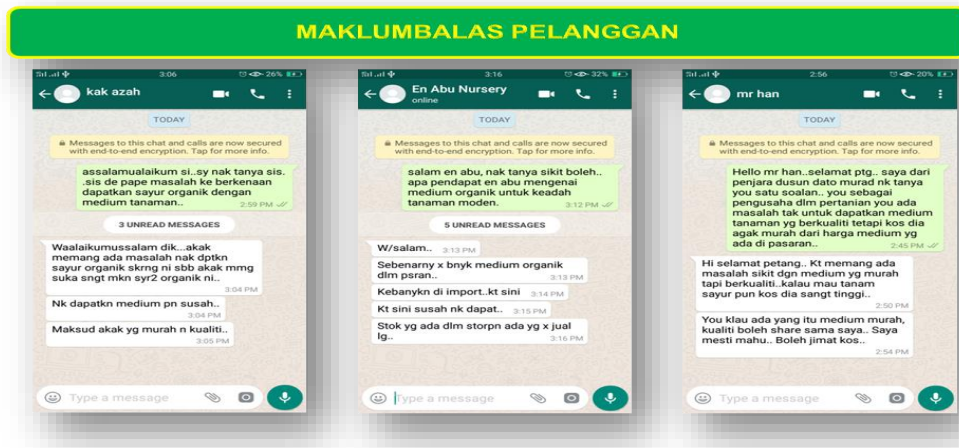 MAKLUMBALAS PELANGGAN
3:06
26%
kak azah
TODAY
Messages to this chat and calls are now secured
with end-to-end encryption. Tap for more info.
assalamualaikum si..sy nak tanya sis.
.sis de pape masalah ke berkenaan
dapatkan sayur organik dengan
medium tanaman..
2:59 PM
3 UNREAD MESSAGES
Waalaikumussalam dik...akak
memang ada masalah nak dptkn
sayur organik skrng ni sbb akak mmg
suka sngt mkn syr2 organik ni..
3:04 PM
Nk dapatkn medium pn susah..
3:04 PM
Maksud akak yg murah n kualiti..
3:05 PM
Type a message
3:16
32%
En Abu Nursery
online
TODAY
Messages to this chat and calls are now secured
with end-to-end encryption. Tap for more info.
salam en abu, nak tanya sikit boleh..
apa pendapat en abu mengenai
medium organik untuk keadah
tanaman moden.
3:12 PM
5 UNREAD MESSAGES
W/salam.. 3:13 PM
Sebenarny x bnyk medium organik
dlm psran..
3:13 PM
Kebanykn di import..kt sini 3:14 PM
Kt sini susah nk dapat.. 3:15 PM
Stok yg ada dlm storpn ada yg x jual
lg..
3:16 PM
Type a message
2:56
20%
mr han
TODAY
Messages to this chat and calls are now secured
with end-to-end encryption. Tap for more info.
Hello mr han..selamat ptg.. saya dari
penjara dusun dato murad nk tanya
you satu soalan.. you sebagai
pengusaha dlm pertanian you ada
masalah tak untuk dapatkan medium
tanaman yg berkualiti tetapi kos dia
agak murah dari harga medium yg
ada di pasaran..
2:45 PM
Hi selamat petang.. Kt memang ada
masalah sikit dgn medium yg murah
tapi berkualiti..kalau mau tanam
sayur pun kos dia sangt tinggi..
2:50 PM
You klau ada yang itu medium murah,
kualiti boleh share sama saya.. Saya
mesti mahu.. Boleh jimat kos..
2:54 PM
Type a message